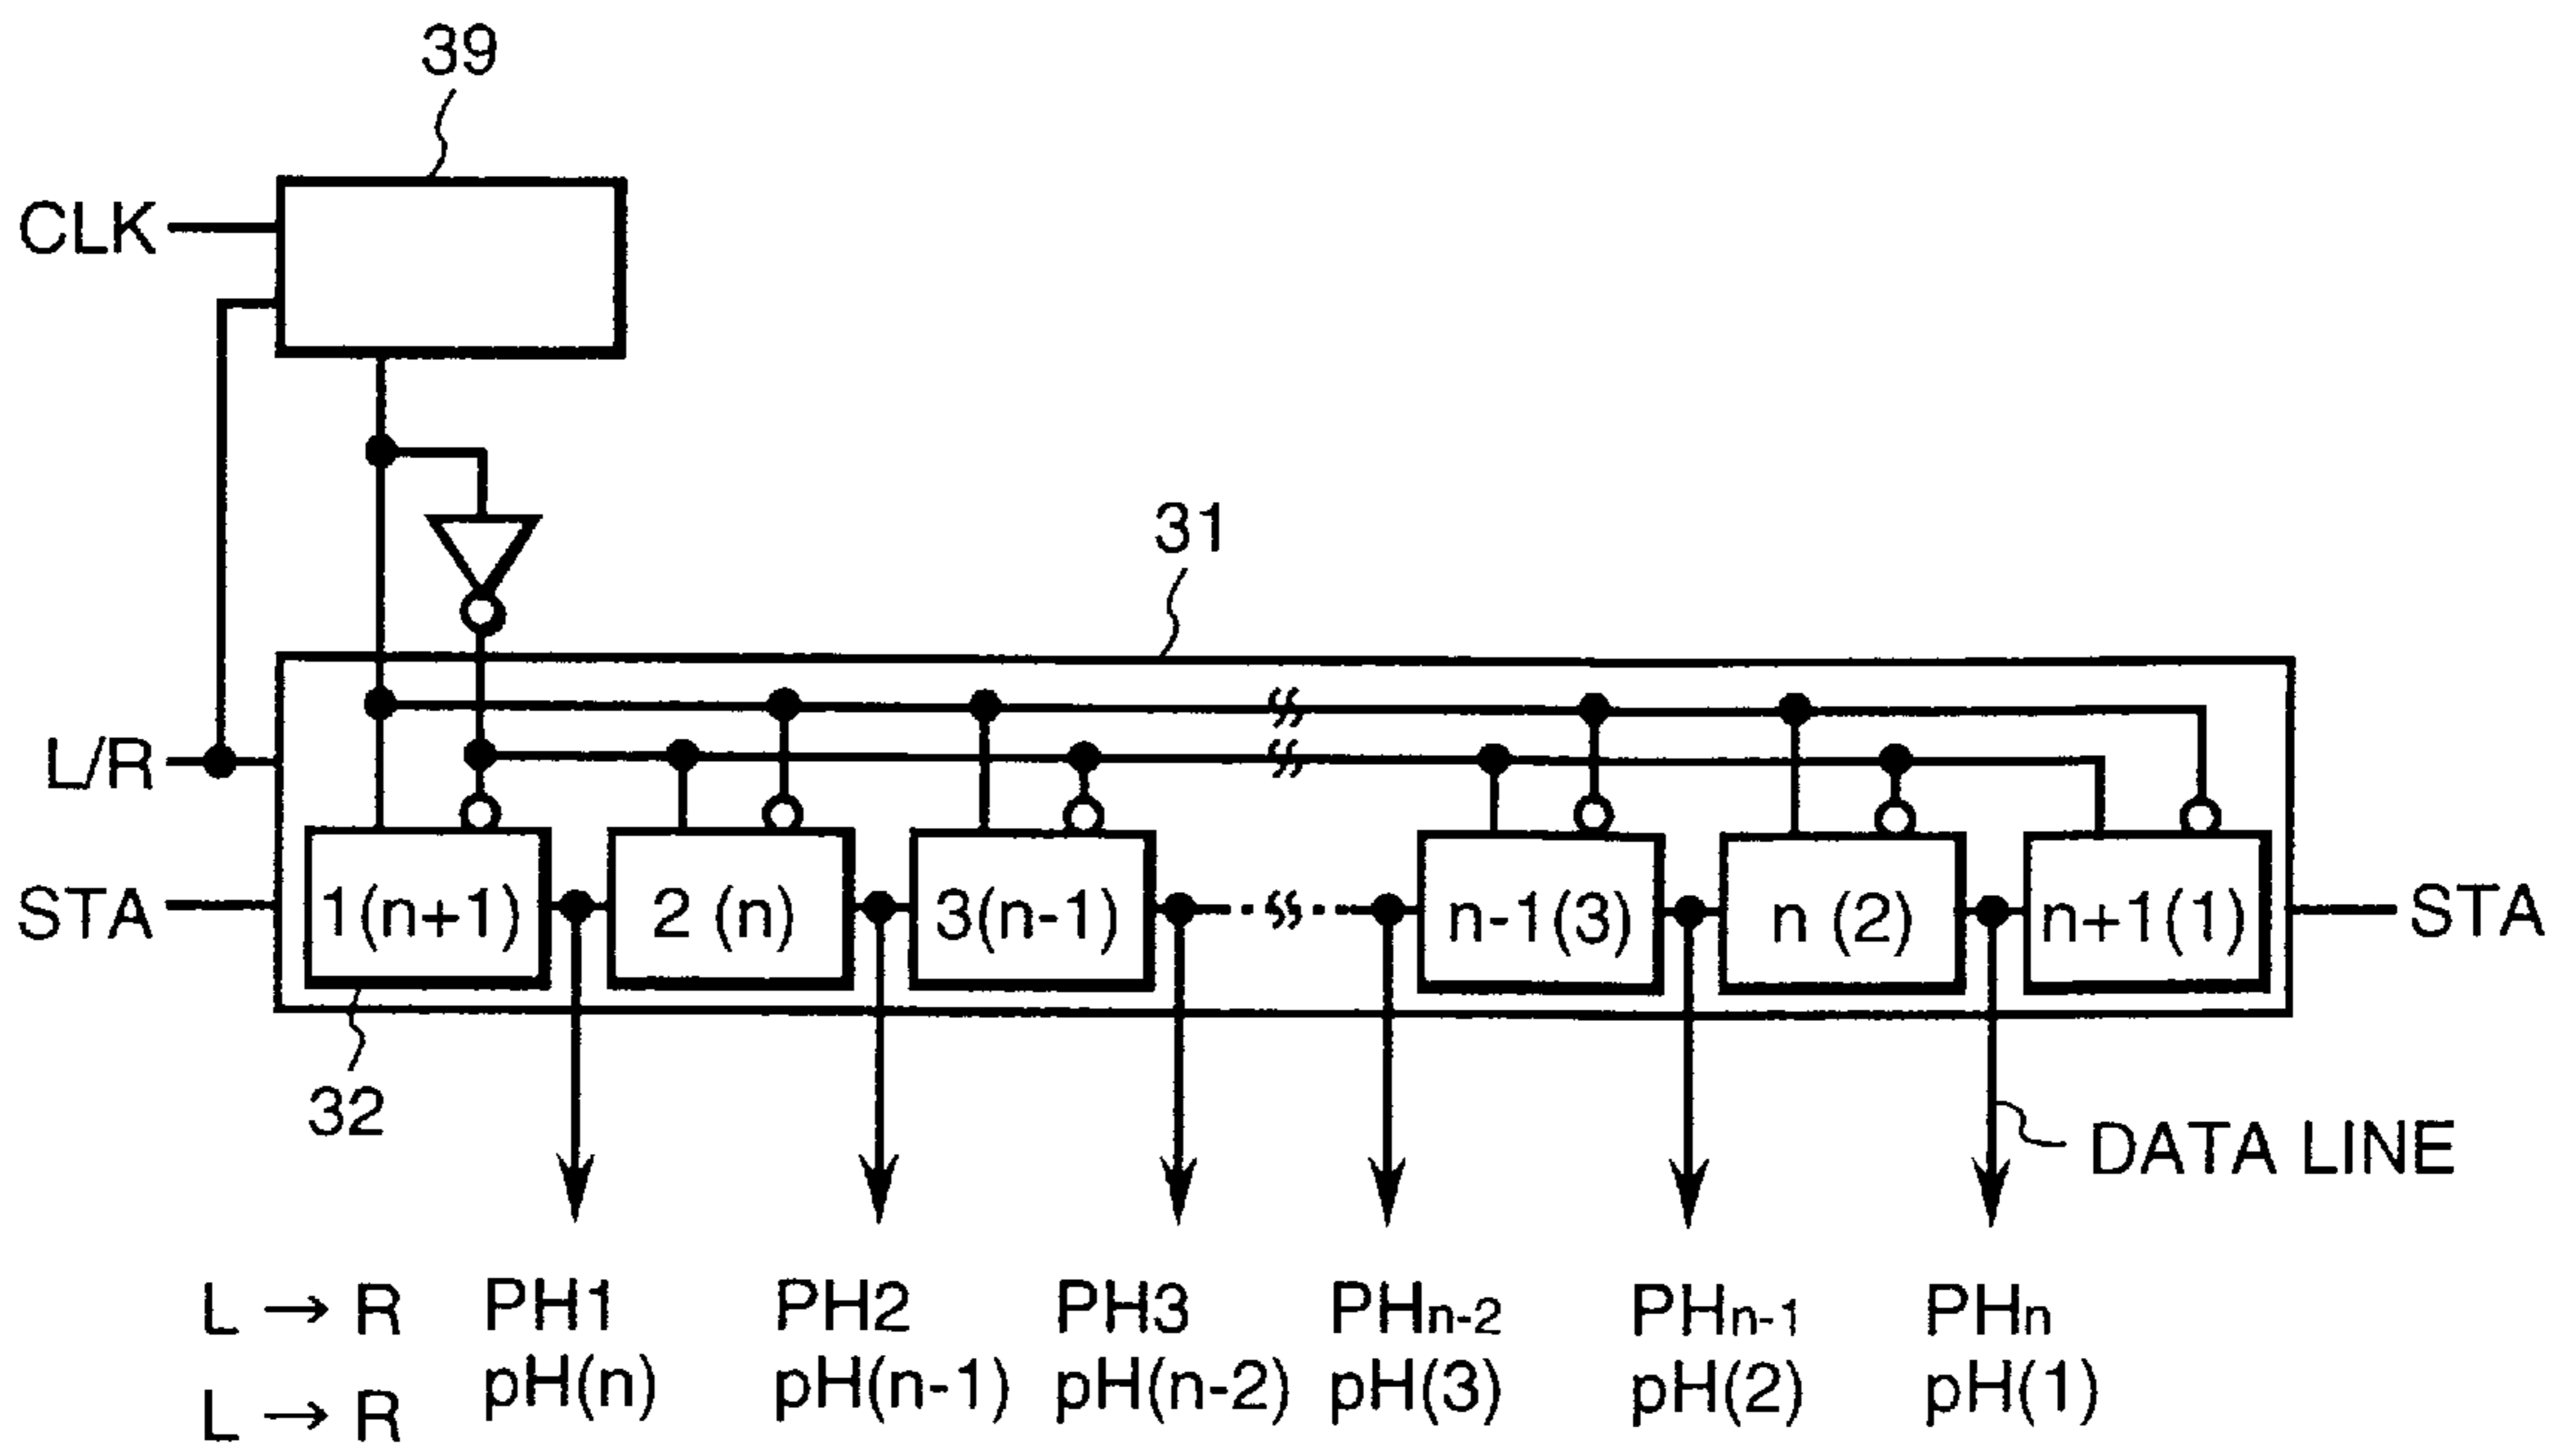 39
CLK
31
L/R
STA
1(n+1)
2 (n)
3(n-1)
n-1(3)
n (2)
n+1(1)
STA
32
DATA LINE
L → R PH1 PH2 PH3 PHn-2 PHn-1 PHn
pH(n) pH(n-1) pH(n-2) pH(3) pH(2) pH(1)
L → R